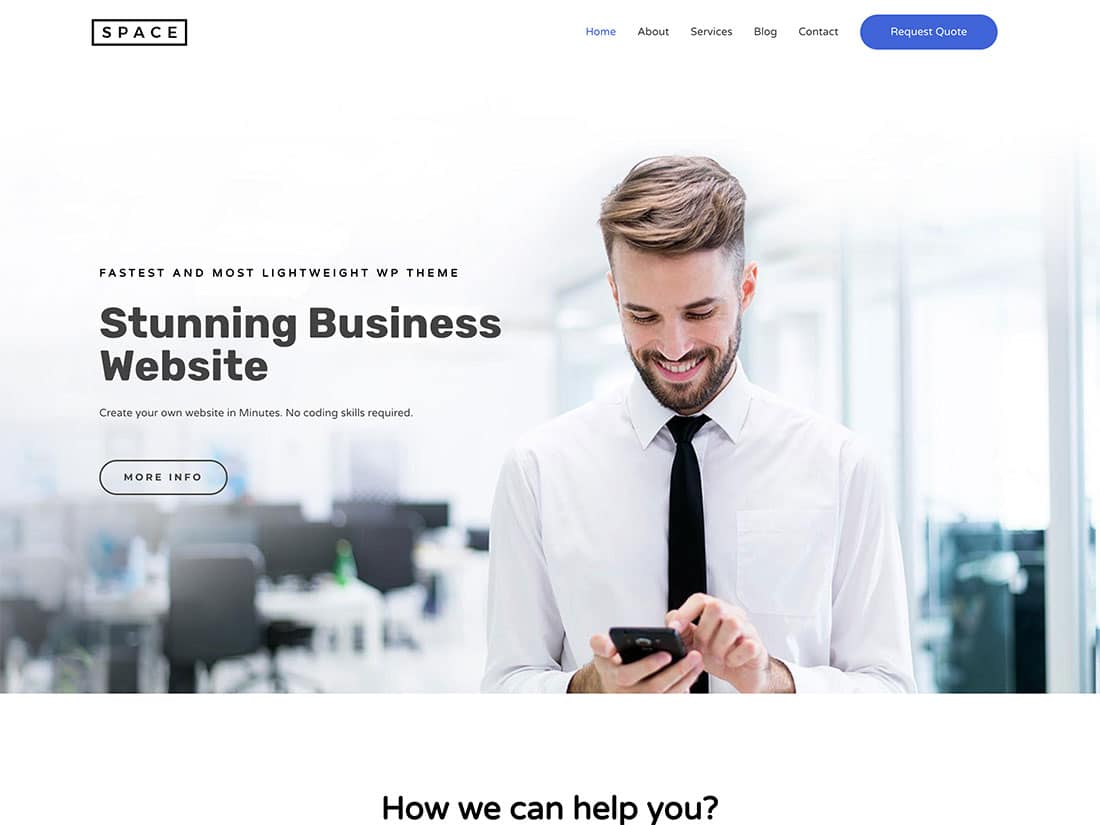 SPACE
Home
About
Services
Blog
Contact
Request Quote
FASTEST AND MOST LIGHTWEIGHT WP THEME
Stunning Business
Website
Create your own website in Minutes. No coding skills required.
MORE INFO
How we can help you?